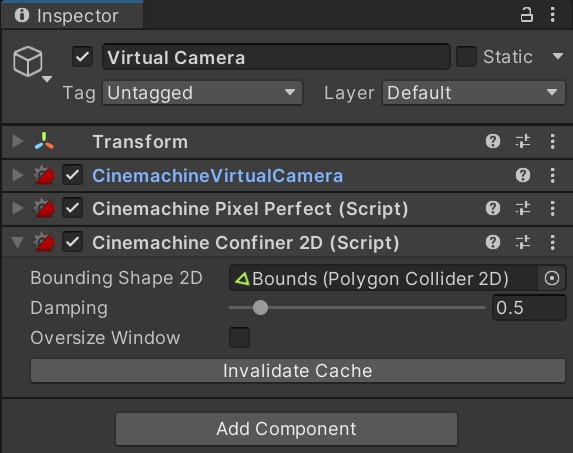 Inspector
Virtual Camera
Static
Tag Untagged Layer Default
Transform
CinemachineVirtualCamera
Cinemachine Pixel Perfect (Script)
Cinemachine Confiner 2D (Script)
Bounding Shape 2D Bounds (Polygon Collider 2D)
Damping 0.5
Oversize Window
Invalidate Cache
Add Component